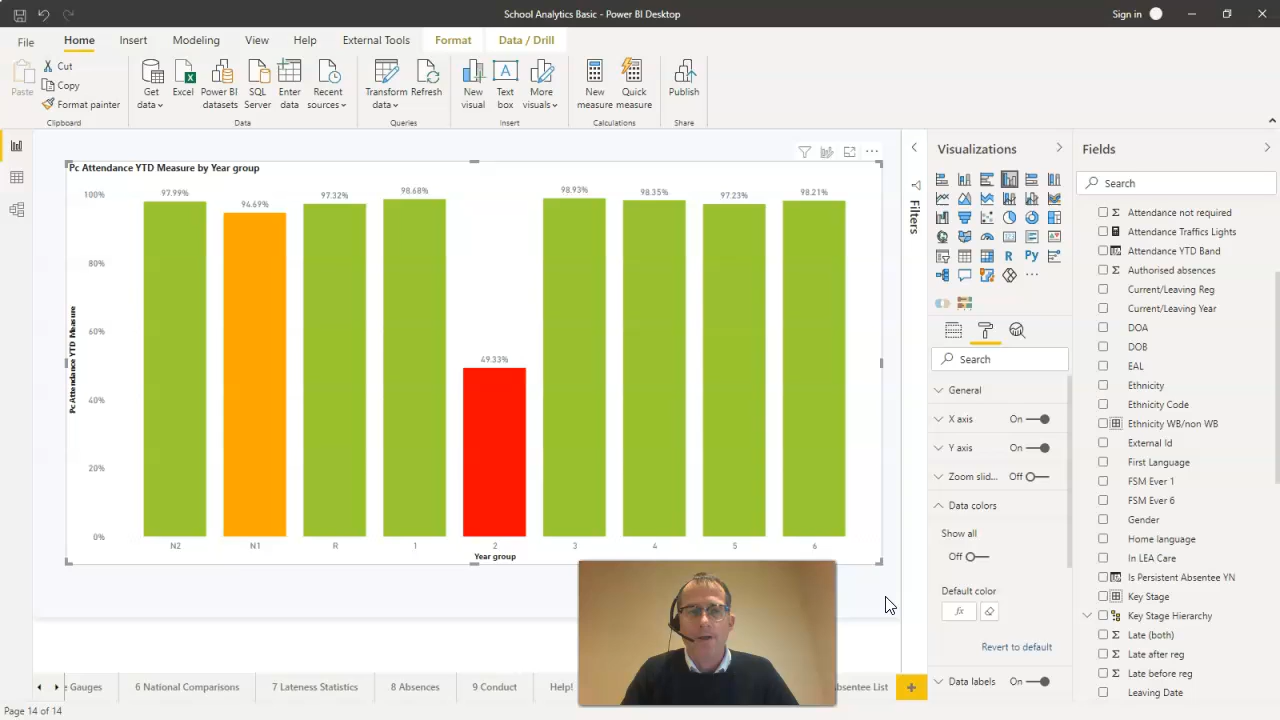 School Analytics Basic - Power BI Desktop
Sign in
File
Home
Insert
Modeling
View
Help
External Tools
Format
Data / Drill
Paste
Cut
Copy
Format painter
Clipboard
Get data
Excel
Power BI datasets
SQL Server
Enter data
Recent sources
Data
Transform data
Refresh
Queries
New visual
Text box
More visuals
Insert
New measure
Quick measure
Calculations
Publish
Share
Pc Attendance YTD Measure by Year group
Pc Attendance YTD Measure
100%
80%
60%
40%
20%
0%
97.99%
94.69%
97.32%
98.68%
49.33%
98.93%
98.35%
97.23%
98.21%
N2
N1
R
1
2
3
4
5
6
Year group
Filters
Visualizations
R
Py
Search
General
X axis
On
Y axis
On
Zoom slid...
Off
Data colors
Show all
Off
Default color
fx
Revert to default
Data labels
On
Fields
Search
Attendance not required
Attendance Traffics Lights
Attendance YTD Band
Authorised absences
Current/Leaving Reg
Current/Leaving Year
DOA
DOB
EAL
Ethnicity
Ethnicity Code
Ethnicity WB/non WB
External Id
First Language
FSM Ever 1
FSM Ever 6
Gender
Home language
In LEA Care
Is Persistent Absentee YN
Key Stage
Key Stage Hierarchy
Late (both)
Late after reg
Late before reg
Leaving Date
e Gauges
6 National Comparisons
7 Lateness Statistics
8 Absences
9 Conduct
Help!
bsentee List
Page 14 of 14